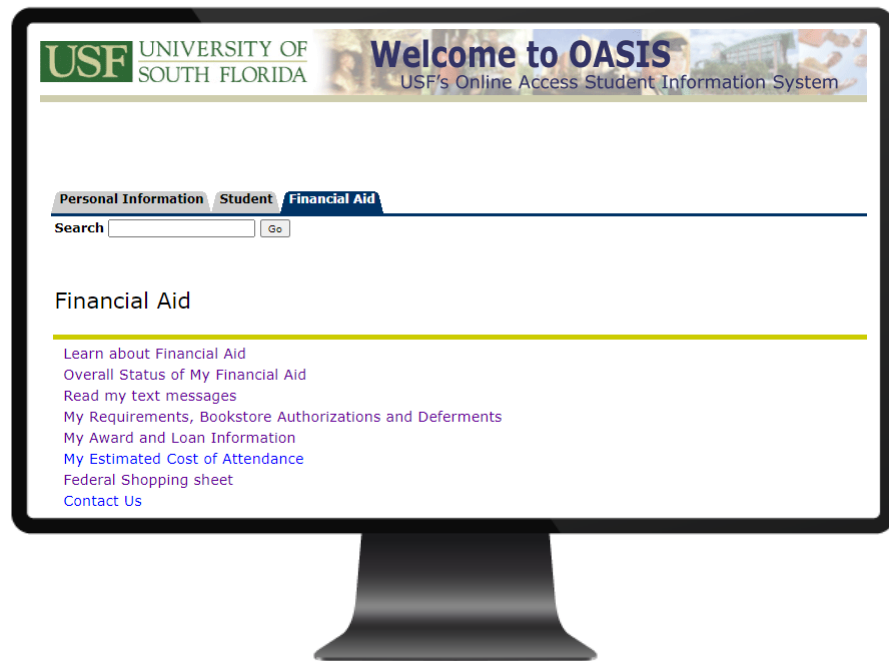 USF UNIVERSITY OF
SOUTH FLORIDA
Welcome to OASIS
USF's Online Access Student Information System
Personal Information Student Financial Aid
Search Go
Financial Aid
Learn about Financial Aid
Overall Status of My Financial Aid
Read my text messages
My Requirements, Bookstore Authorizations and Deferments
My Award and Loan Information
My Estimated Cost of Attendance
Federal Shopping sheet
Contact Us